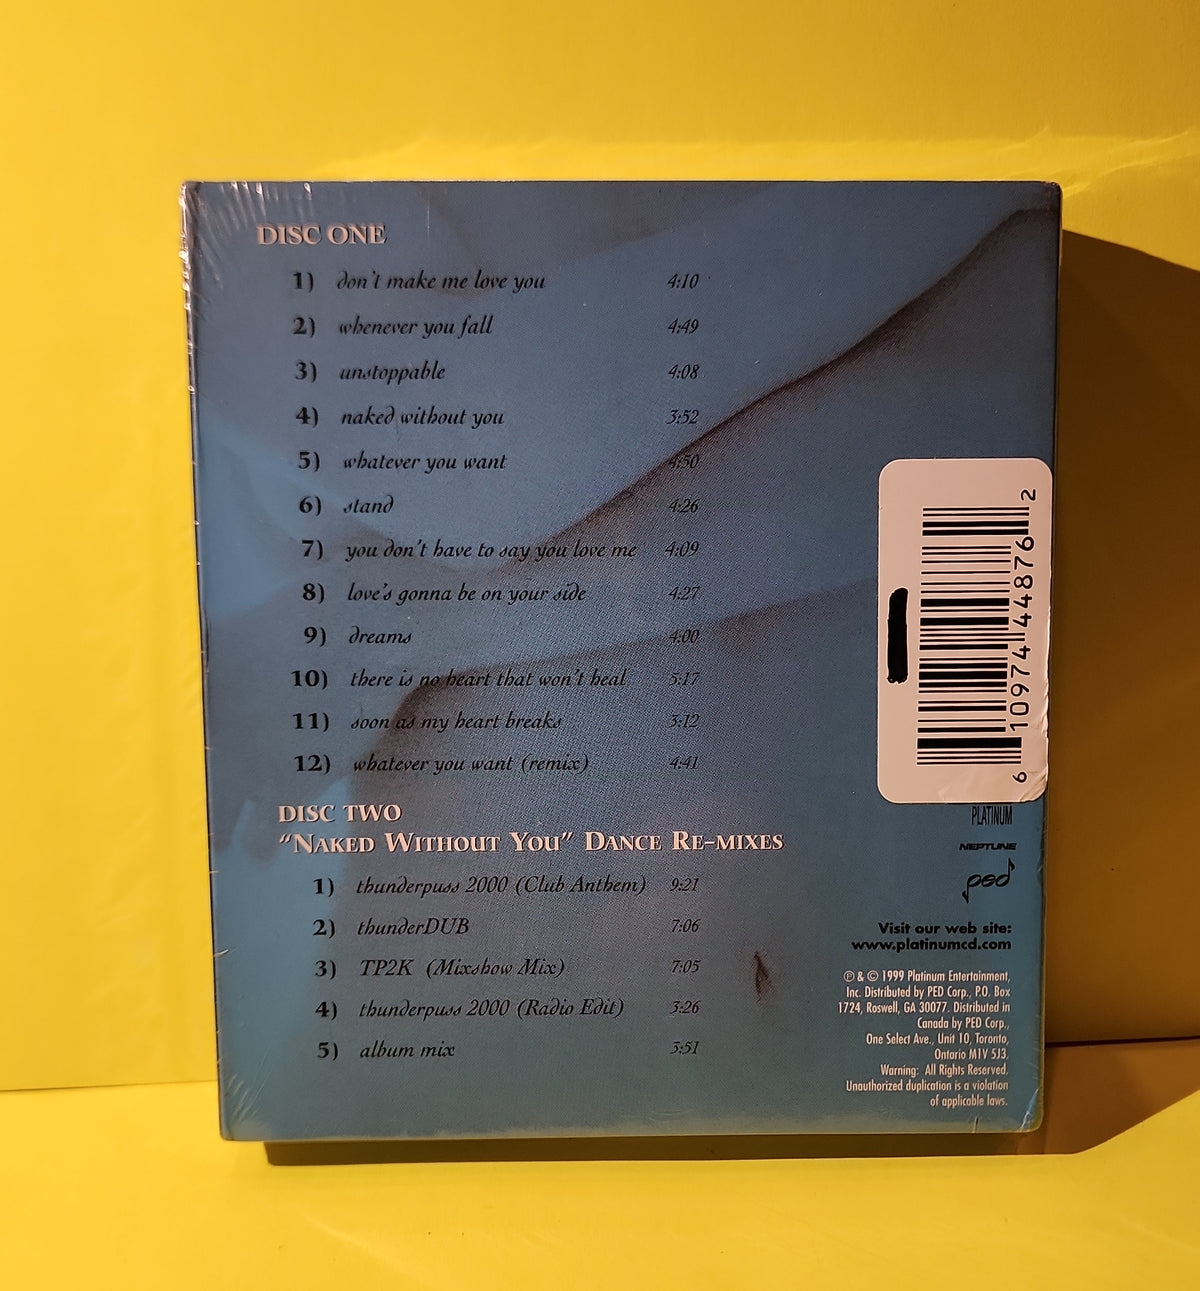 DISC ONE
1) don't make me love you 4:10
2) whenever you fall 4:49
3) unstoppable 4:08
4) naked without you 3:52
5) whatever you want 4:50
6) stand 4:26
7) you don't have to say you love me 4:09
8) love's gonna be on your side 4:27
9) dreams 4:00
10) there is no heart that won't heal 5:17
11) soon as my heart breaks 3:12
12) whatever you want (remix) 4:41
DISC TWO
"NAKED WITHOUT YOU" DANCE RE-MIXES
1) thunderpuss 2000 (Club Anthem) 9:21
2) thunderDUB 7:06
3) TP2K (Mixshow Mix) 7:05
4) thunderpuss 2000 (Radio Edit) 3:26
5) album mix 3:51
6 10974 44876 2
PLATINUM
NEPTUNE
ped
Visit our web site:
www.platinumcd.com
℗ & © 1999 Platinum Entertainment,
Inc. Distributed by PED Corp., P.O. Box
1724, Roswell, GA 30077. Distributed in
Canada by PED Corp.,
One Select Ave., Unit 10, Toronto,
Ontario M1V 5J3.
Warning: All Rights Reserved.
Unauthorized duplication is a violation
of applicable laws.